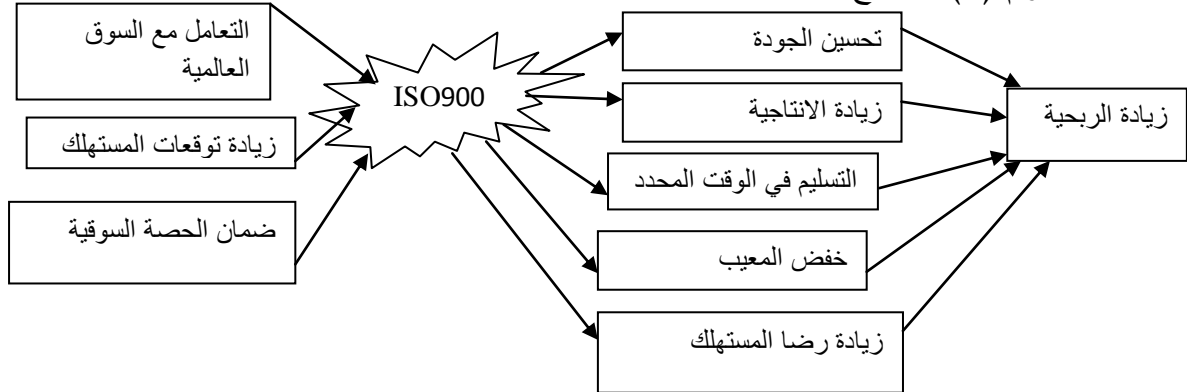 التعامل مع السوق
العالمية
زيادة توقعات المستهلك
ضمان الحصة السوقية
ISO900
تحسين الجودة
زيادة الانتاجية
التسليم في الوقت المحدد
خفض المعيب
زيادة رضا المستهلك
زيادة الربحية